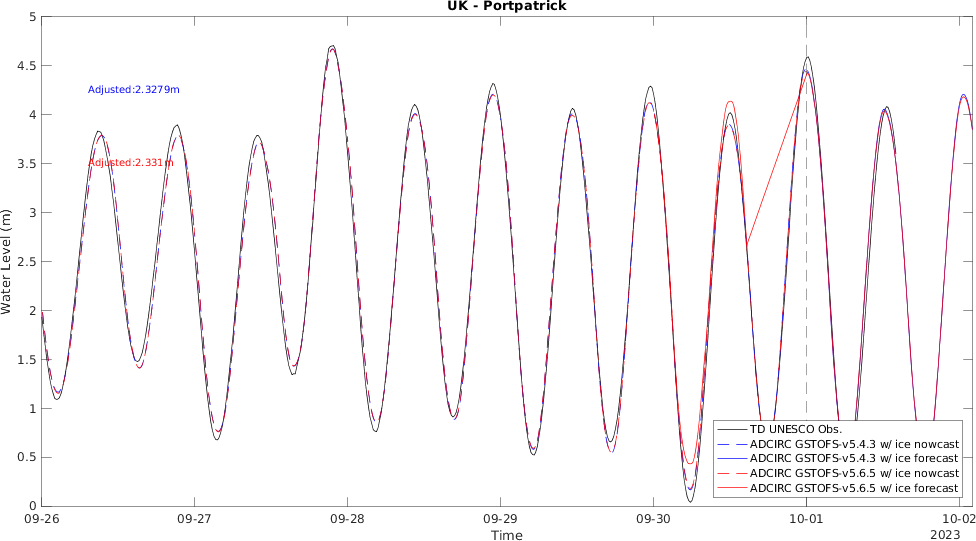 UK - Portpatrick
5
4.5
4
3.5
3
2.5
2
1.5
1
0.5
0
Water Level (m)
Adjusted:2.3279m
Adjusted:2.331m
TD UNESCO Obs.
ADCIRC GSTOFS-v5.4.3 w/ ice nowcast
ADCIRC GSTOFS-v5.4.3 w/ ice forecast
ADCIRC GSTOFS-v5.6.5 w/ ice nowcast
ADCIRC GSTOFS-v5.6.5 w/ ice forecast
09-26 09-27 09-28 09-29 09-30 10-01 10-02
Time 2023